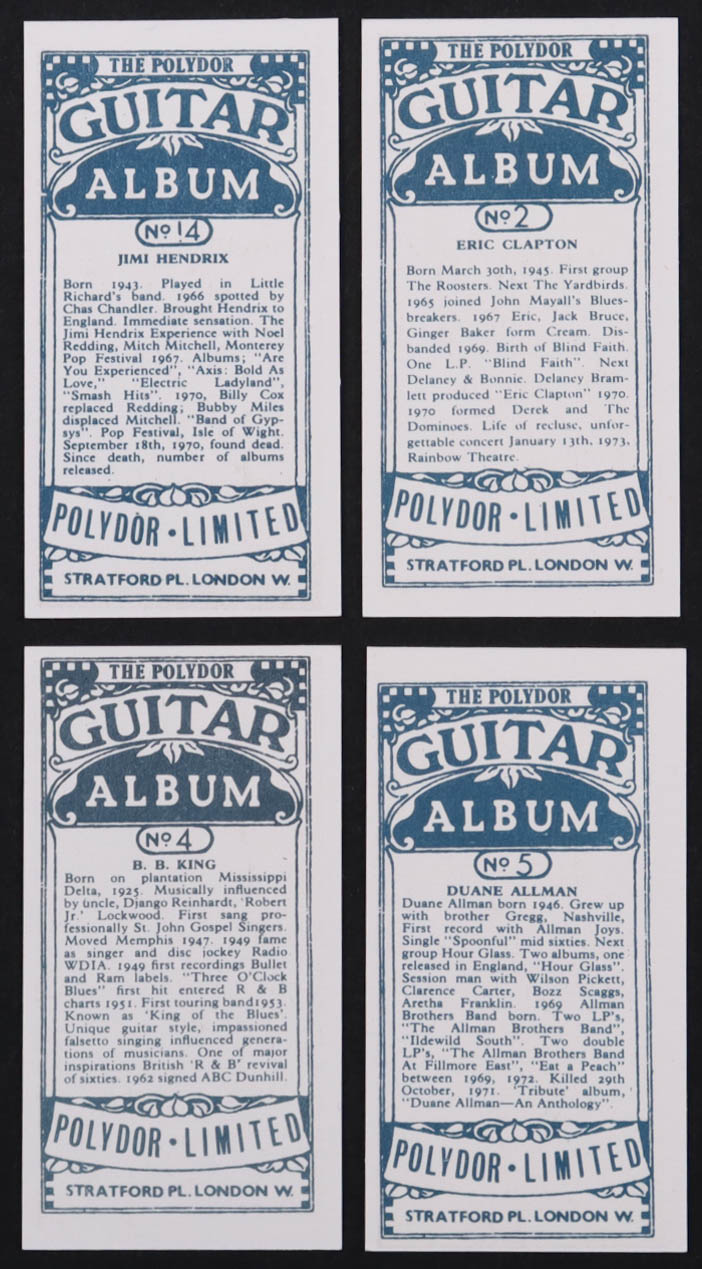 THE POLYDOR
GUITAR
ALBUM
Nº 14
JIMI HENDRIX
Born 1943. Played in Little
Richard's band. 1966 spotted by
Chas Chandler. Brought Hendrix to
England. Immediate sensation. The
Jimi Hendrix Experience with Noel
Redding, Mitch Mitchell, Monterey
Pop Festival 1967. Albums; "Are
You Experienced", "Axis: Bold As
Love," "Electric Ladyland",
"Smash Hits". 1970, Billy Cox
replaced Redding; Bubby Miles
displaced Mitchell. "Band of Gyp-
sys". Pop Festival, Isle of Wight.
September 18th, 1970, found dead.
Since death, number of albums
released.
POLYDOR · LIMITED
STRATFORD PL. LONDON W.
THE POLYDOR
GUITAR
ALBUM
Nº 2
ERIC CLAPTON
Born March 30th, 1945. First group
The Roosters. Next The Yardbirds.
1965 joined John Mayall's Blues-
breakers. 1967 Eric, Jack Bruce,
Ginger Baker form Cream. Dis-
banded 1969. Birth of Blind Faith.
One L.P. "Blind Faith". Next
Delaney & Bonnie. Delaney Bram-
lett produced "Eric Clapton" 1970.
1970 formed Derek and The
Dominoes. Life of recluse, unfor-
gettable concert January 13th, 1973,
Rainbow Theatre.
POLYDOR · LIMITED
STRATFORD PL. LONDON W.
THE POLYDOR
GUITAR
ALBUM
Nº 4
B. B. KING
Born on plantation Mississippi
Delta, 1925. Musically influenced
by uncle, Django Reinhardt, 'Robert
Jr.' Lockwood. First sang pro-
fessionally St. John Gospel Singers.
Moved Memphis 1947. 1949 fame
as singer and disc jockey Radio
WDIA. 1949 first recordings Bullet
and Ram labels. "Three O'Clock
Blues" first hit entered R & B
charts 1951. First touring band 1953.
Known as 'King of the Blues'.
Unique guitar style, impassioned
falsetto singing influenced genera-
tions of musicians. One of major
inspirations British 'R & B' revival
of sixties. 1962 signed ABC Dunhill.
POLYDOR · LIMITED
STRATFORD PL. LONDON W.
THE POLYDOR
GUITAR
ALBUM
Nº 5
DUANE ALLMAN
Duane Allman born 1946. Grew up
with brother Gregg, Nashville,
First record with Allman Joys.
Single "Spoonful" mid sixties. Next
group Hour Glass. Two albums, one
released in England, "Hour Glass".
Session man with Wilson Pickett,
Clarence Carter, Bozz Scaggs,
Aretha Franklin. 1969 Allman
Brothers Band born. Two LP's,
"The Allman Brothers Band",
"Ildewild South". Two double
LP's, "The Allman Brothers Band
At Fillmore East", "Eat a Peach"
between 1969, 1972. Killed 29th
October, 1971. 'Tribute' album,
"Duane Allman—An Anthology".
POLYDOR · LIMITED
STRATFORD PL. LONDON W.